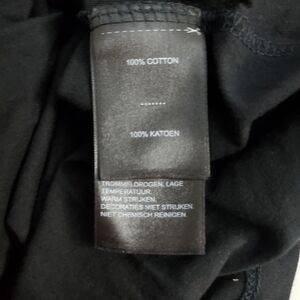 100% COTTON
.......
100% KATOEN
TROMMELDROGEN, LAGE
TEMPERATUUR.
WARM STRIJKEN.
DECORATIES NIET STRIJKEN.
NIET CHEMISCH REINIGEN